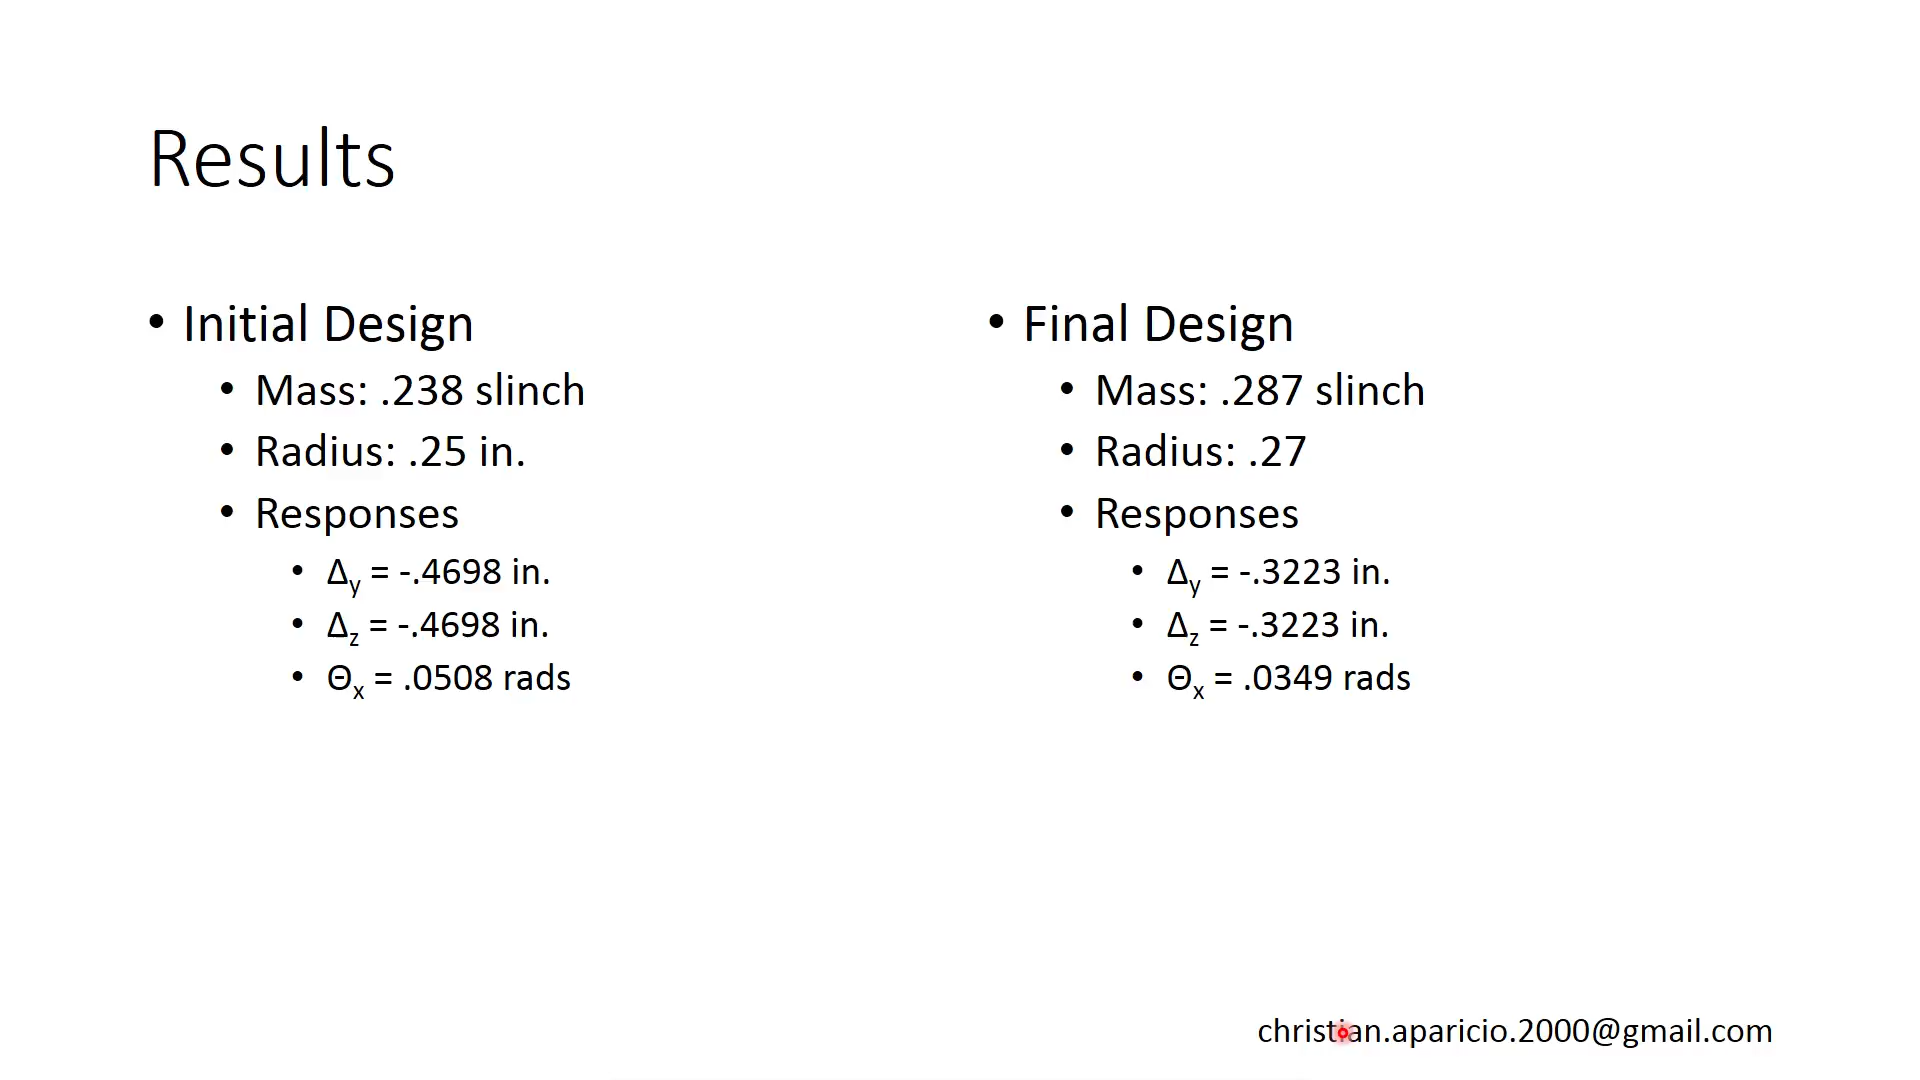 Results
• Initial Design
• Mass: .238 slinch
• Radius: .25 in.
• Responses
• Δy = -.4698 in.
• Δz = -.4698 in.
• Θx = .0508 rads
• Final Design
• Mass: .287 slinch
• Radius: .27
• Responses
• Δy = -.3223 in.
• Δz = -.3223 in.
• Θx = .0349 rads
christian.aparicio.2000@gmail.com